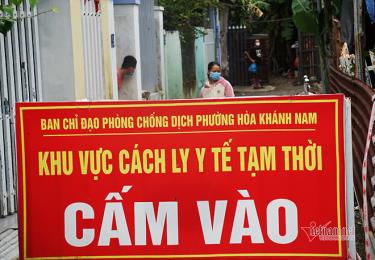 BAN CHỈ ĐẠO PHÒNG CHỐNG DỊCH PHƯỜNG HÒA KHÁNH NAM
KHU VỰC CÁCH LY Y TẾ TẠM THỜI
CẤM VÀO
vietnamnet